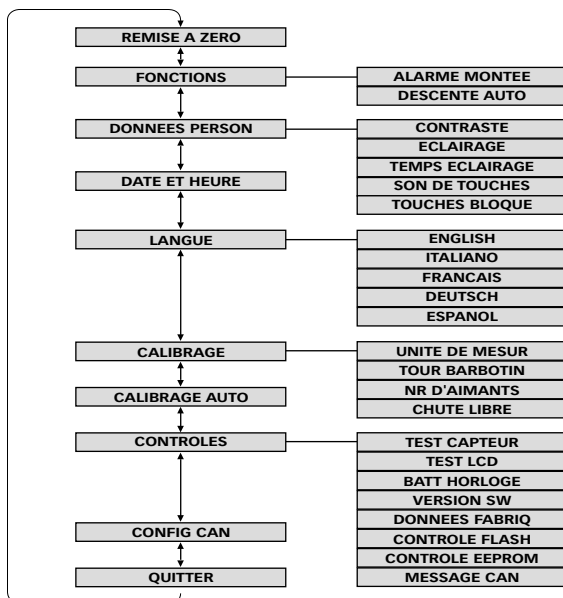 REMISE A ZERO
FONCTIONS
ALARME MONTEE
DESCENTE AUTO
DONNEES PERSON
CONTRASTE
ECLAIRAGE
TEMPS ECLAIRAGE
SON DE TOUCHES
TOUCHES BLOQUE
DATE ET HEURE
LANGUE
ENGLISH
ITALIANO
FRANCAIS
DEUTSCH
ESPANOL
CALIBRAGE
UNITE DE MESUR
TOUR BARBOTIN
NR D'AIMANTS
CHUTE LIBRE
CALIBRAGE AUTO
CONTROLES
TEST CAPTEUR
TEST LCD
BATT HORLOGE
VERSION SW
DONNEES FABRIQ
CONTROLE FLASH
CONTROLE EEPROM
MESSAGE CAN
CONFIG CAN
QUITTER